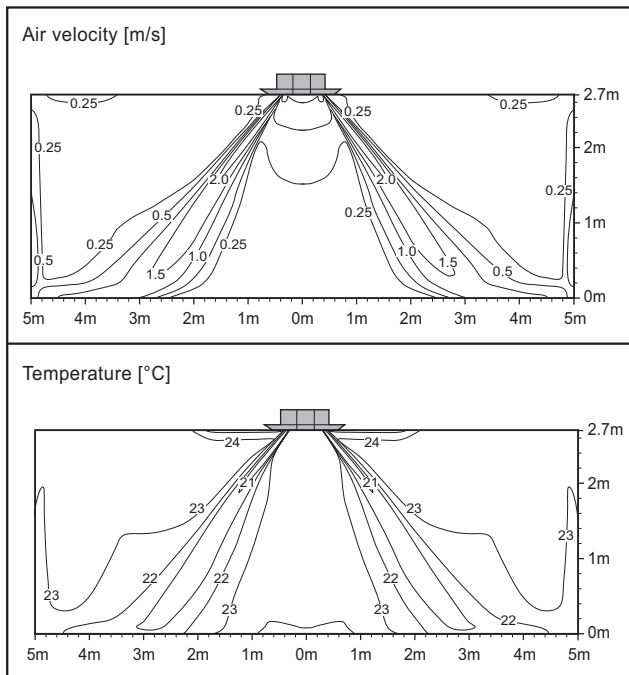 Air velocity [m/s]
0.25 0.25 0.25 0.25 2.7m
0.25 0.25 2m
2.0 2.0
0.5 0.25 0.25 0.25 1m
0.25 1.0 1.0
0.5 1.5 1.5 0.5
0m
5m 4m 3m 2m 1m 0m 1m 2m 3m 4m 5m
Temperature [°C]
24 24 2.7m
21 21 2m
23 23
23 1m
23 22 22 22
23 23 22
0m
5m 4m 3m 2m 1m 0m 1m 2m 3m 4m 5m